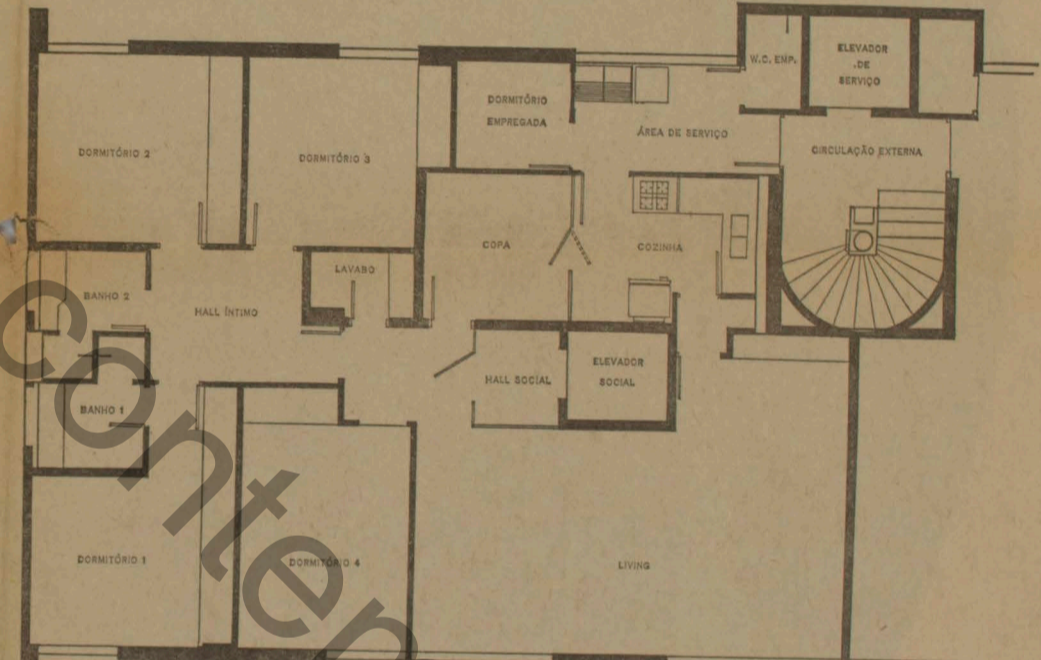 W.C. EMP.
ELEVADOR
DE
SERVIÇO
DORMITÓRIO
EMPREGADA
ÁREA DE SERVIÇO
CIRCULAÇÃO EXTERNA
DORMITÓRIO 2
DORMITÓRIO 3
COPA
COZINHA
LAVABO
BANHO 2
HALL ÍNTIMO
HALL SOCIAL
ELEVADOR
SOCIAL
BANHO 1
DORMITÓRIO 1
DORMITÓRIO 4
LIVING